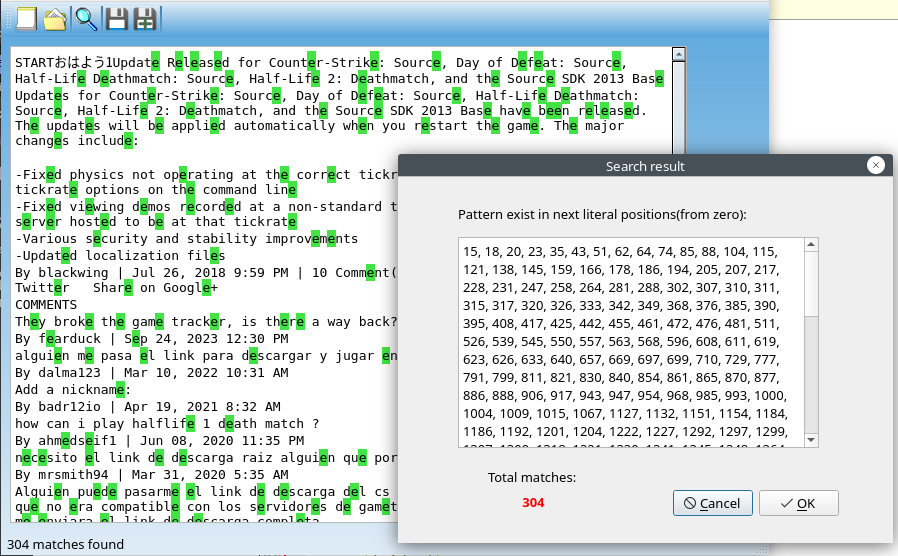 STARTおはよう1Update Released for Counter-Strike: Source, Day of Defeat: Source,
Half-Life Deathmatch: Source, Half-Life 2: Deathmatch, and the Source SDK 2013 Base
Updates for Counter-Strike: Source, Day of Defeat: Source, Half-Life Deathmatch:
Source, Half-Life 2: Deathmatch, and the Source SDK 2013 Base have been released.
The updates will be applied automatically when you restart the game. The major
changes include:
-Fixed physics not operating at the correct tickr
tickrate options on the command line
-Fixed viewing demos recorded at a non-standard t
server hosted to be at that tickrate
-Various security and stability improvements
-Updated localization files
By blackwing | Jul 26, 2018 9:59 PM | 10 Comment(
Twitter   Share on Google+
COMMENTS
They broke the game tracker, is there a way back?
By fearduck | Sep 24, 2023 12:30 PM
alguien me pasa el link para descargar y jugar en
By dalma123 | Mar 10, 2022 10:31 AM
Add a nickname:
By badr12io | Apr 19, 2021 8:32 AM
how can i play halflife 1 death match ?
By ahmedseif1 | Jun 08, 2020 11:35 PM
necesito el link de descarga raiz alguien que por
By mrsmith94 | Mar 31, 2020 5:35 AM
Alguien puede pasarme el link de descarga del cs
que no era compatible con los servidores de gamet
me enviara el link de descarga completa
304 matches found
Search result
Pattern exist in next literal positions(from zero):
15, 18, 20, 23, 35, 43, 51, 62, 64, 74, 85, 88, 104, 115,
121, 138, 145, 159, 166, 178, 186, 194, 205, 207, 217,
228, 231, 247, 258, 264, 281, 288, 302, 307, 310, 311,
315, 317, 320, 326, 333, 342, 349, 368, 376, 385, 390,
395, 408, 417, 425, 442, 455, 461, 472, 476, 481, 511,
526, 539, 545, 550, 557, 563, 568, 596, 608, 611, 619,
623, 626, 633, 640, 657, 669, 697, 699, 710, 729, 777,
791, 799, 811, 821, 830, 840, 854, 861, 865, 870, 877,
886, 888, 906, 917, 943, 947, 954, 968, 985, 993, 1000,
1004, 1009, 1015, 1067, 1127, 1132, 1151, 1154, 1184,
1186, 1192, 1201, 1204, 1222, 1227, 1292, 1297, 1299,
Total matches:
304
Cancel
OK